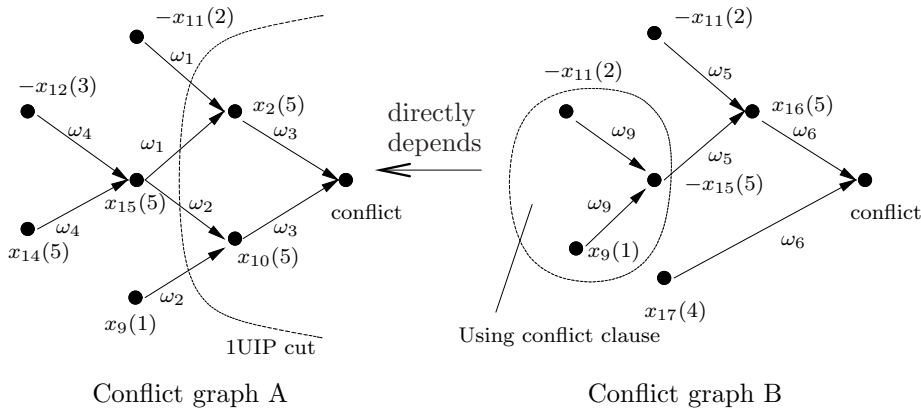 −x₁₁(2)
ω₁
−x₁₂(3)
x₂(5)
ω₄
ω₁
ω₃
x₁₅(5)
ω₂
conflict
ω₄
ω₃
x₁₄(5)
x₁₀(5)
ω₂
x₉(1)
1UIP cut
Conflict graph A
directly
depends
−x₁₁(2)
−x₁₁(2)
ω₅
x₁₆(5)
ω₉
ω₆
ω₅
−x₁₅(5)
ω₉
conflict
x₉(1)
ω₆
x₁₇(4)
Using conflict clause
Conflict graph B